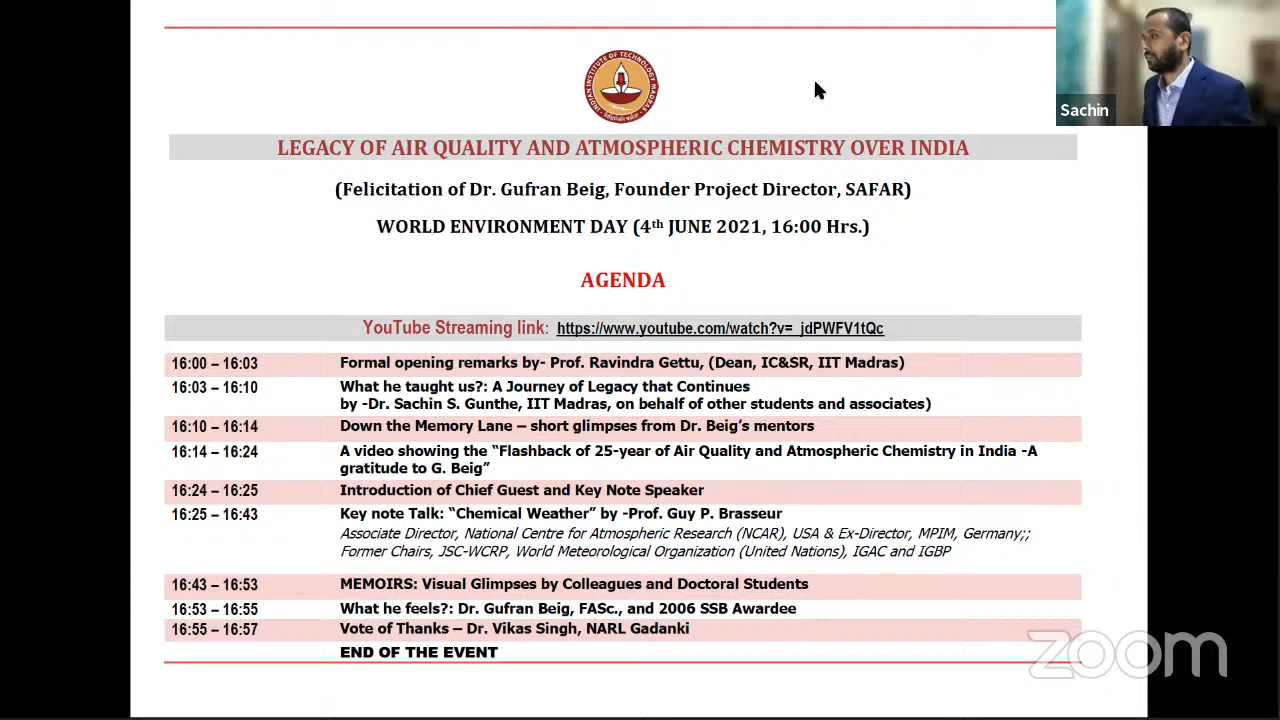 INDIAN INSTITUTE OF TECHNOLOGY MADRAS
Sachin
LEGACY OF AIR QUALITY AND ATMOSPHERIC CHEMISTRY OVER INDIA
(Felicitation of Dr. Gufran Beig, Founder Project Director, SAFAR)
WORLD ENVIRONMENT DAY (4th JUNE 2021, 16:00 Hrs.)
AGENDA
YouTube Streaming link: https://www.youtube.com/watch?v=_jdPWFV1tQc
16:00 – 16:03 Formal opening remarks by- Prof. Ravindra Gettu, (Dean, IC&SR, IIT Madras)
16:03 – 16:10 What he taught us?: A Journey of Legacy that Continues
by -Dr. Sachin S. Gunthe, IIT Madras, on behalf of other students and associates)
16:10 – 16:14 Down the Memory Lane – short glimpses from Dr. Beig’s mentors
16:14 – 16:24 A video showing the “Flashback of 25-year of Air Quality and Atmospheric Chemistry in India -A
gratitude to G. Beig”
16:24 – 16:25 Introduction of Chief Guest and Key Note Speaker
16:25 – 16:43 Key note Talk: “Chemical Weather” by -Prof. Guy P. Brasseur
Associate Director, National Centre for Atmospheric Research (NCAR), USA & Ex-Director, MPIM, Germany;;
Former Chairs, JSC-WCRP, World Meteorological Organization (United Nations), IGAC and IGBP
16:43 – 16:53 MEMOIRS: Visual Glimpses by Colleagues and Doctoral Students
16:53 – 16:55 What he feels?: Dr. Gufran Beig, FASc., and 2006 SSB Awardee
16:55 – 16:57 Vote of Thanks – Dr. Vikas Singh, NARL Gadanki
END OF THE EVENT
zoom